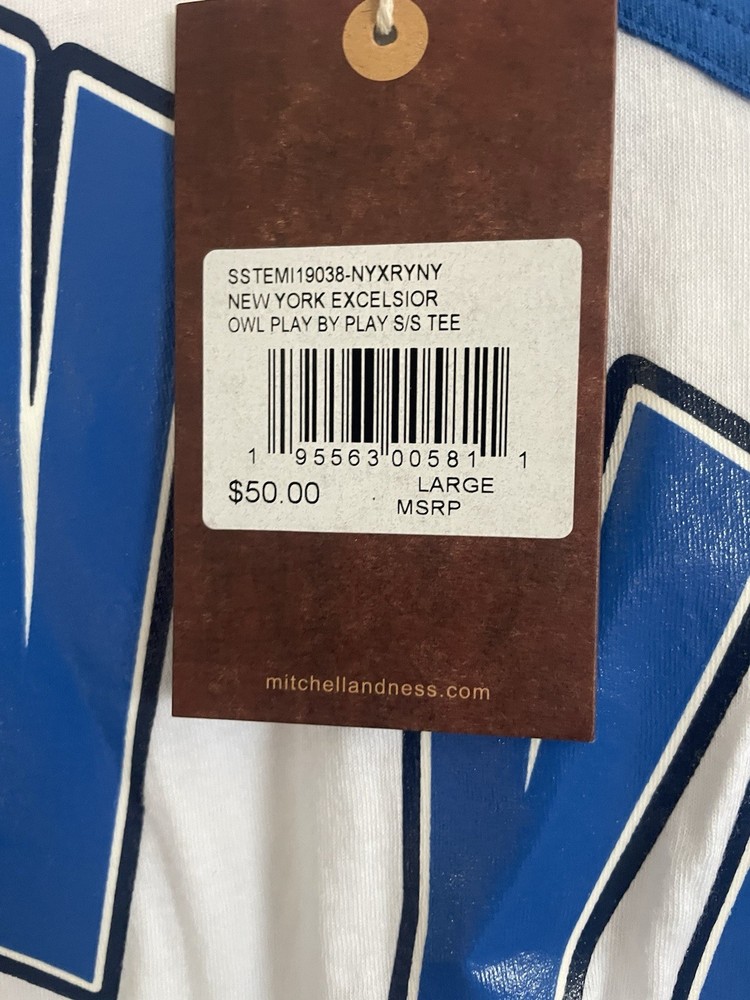 SSTEMI19038-NYXRYNY
NEW YORK EXCELSIOR
OWL PLAY BY PLAY S/S TEE
1 95563 00581 1
$50.00 LARGE
MSRP
mitchellandness.com